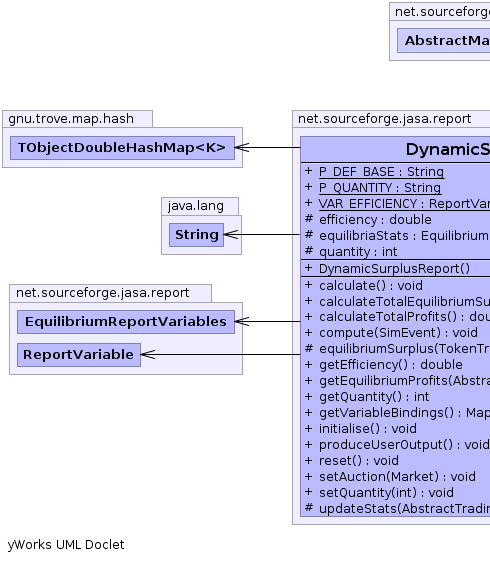 net.sourceforge
AbstractMa
gnu.trove.map.hash
TObjectDoubleHashMap<K>
java.lang
String
net.sourceforge.jasa.report
EquilibriumReportVariables
ReportVariable
net.sourceforge.jasa.report
DynamicS
+ P_DEF_BASE : String
+ P_QUANTITY : String
+ VAR_EFFICIENCY : ReportVar
# efficiency : double
# equilibriaStats : Equilibrium
# quantity : int
+ DynamicSurplusReport()
+ calculate() : void
+ calculateTotalEquilibriumSu
+ calculateTotalProfits() : dou
+ compute(SimEvent) : void
# equilibriumSurplus(TokenTr
+ getEfficiency() : double
+ getEquilibriumProfits(Abstra
+ getQuantity() : int
+ getVariableBindings() : Map
+ initialise() : void
+ produceUserOutput() : void
+ reset() : void
+ setAuction(Market) : void
+ setQuantity(int) : void
# updateStats(AbstractTradin
yWorks UML Doclet